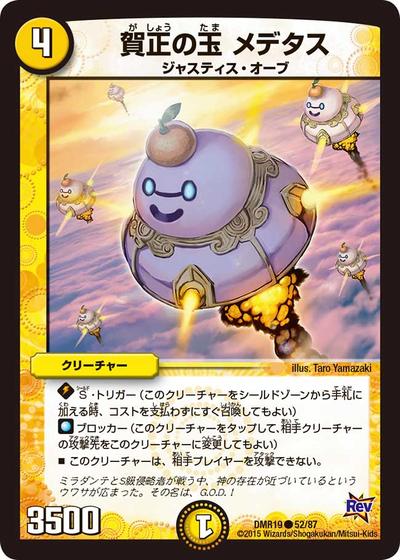 4
賀正の玉 メデタス
がしょう たま
ジャスティス・オーブ
illus. Taro Yamazaki
クリーチャー
S・トリガー(このクリーチャーをシールドゾーンから手札に
加える時、コストを支払わずにすぐ召喚してもよい)
ブロッカー(このクリーチャーをタップして、相手クリーチャー
の攻撃先をこのクリーチャーに変更してもよい)
■ このクリーチャーは、相手プレイヤーを攻撃できない。
ミラダンテとS級侵略者が戦う中、神の存在が近づいているという
ウワサが広まった。その名は、G.O.D.!
3500
1
DMR19 ● 52/87
©2015 Wizards/Shogakukan/Mitsui-Kids
Rev